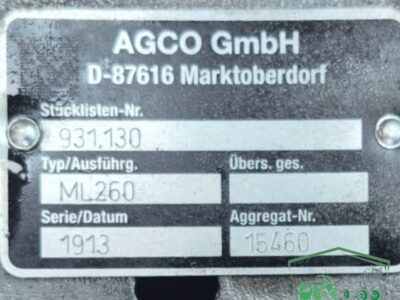 AGCO GmbH
D-87616 Marktoberdorf
Stücklisten-Nr.
931.130
Typ/Ausführg. Übers. ges.
ML260
Serie/Datum Aggregat-Nr.
1913 15460